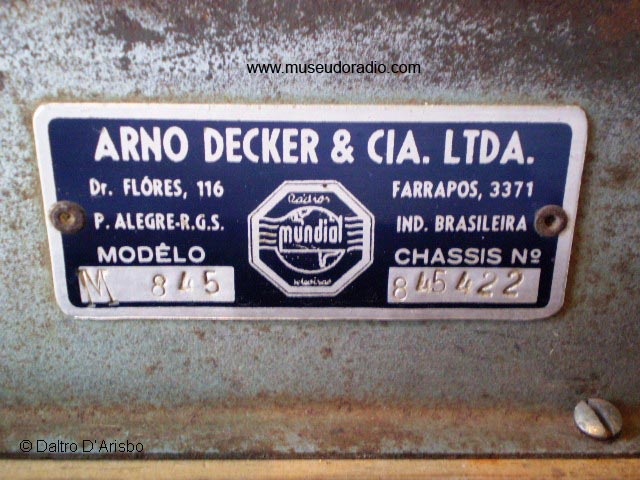 www.museudoradio.com
ARNO DECKER & CIA. LTDA.
Dr. FLÓRES, 116
P. ALEGRE-R.G.S.
MODÊLO
M 845
Rádios
mundial
FARRAPOS, 3371
IND. BRASILEIRA
CHASSIS Nº
845422
© Daltro D'Arisbo